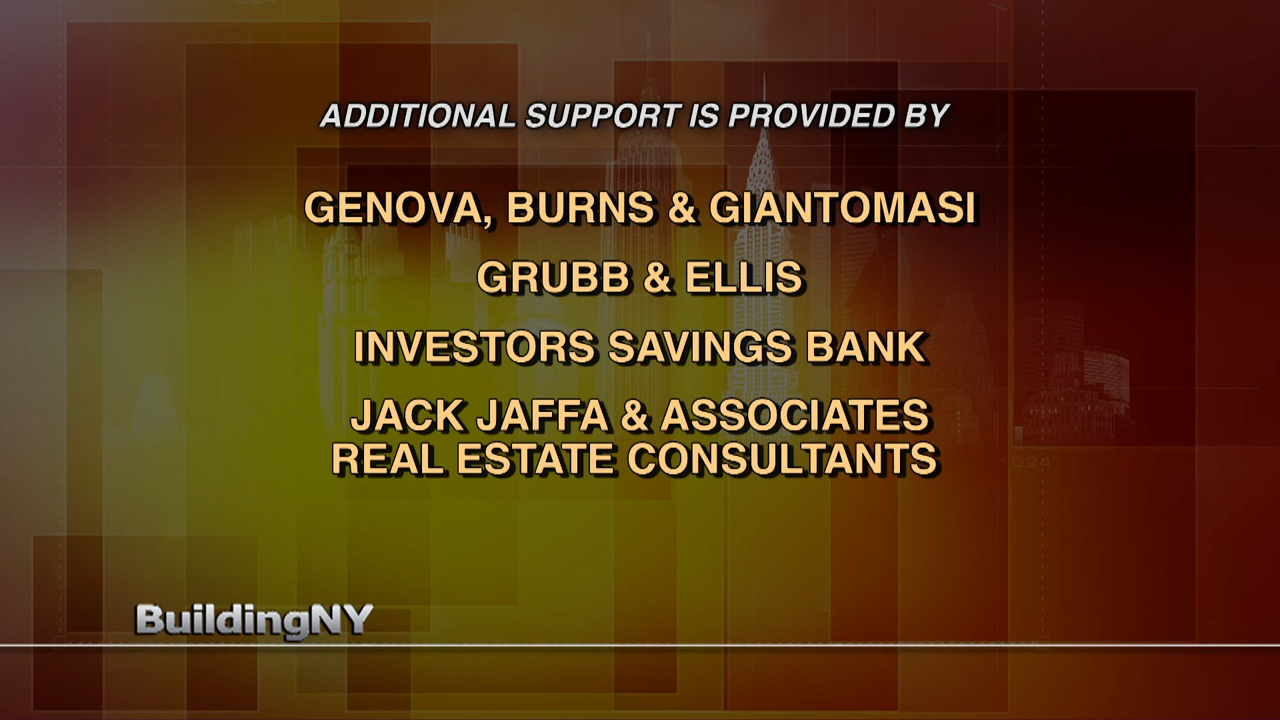 ADDITIONAL SUPPORT IS PROVIDED BY
GENOVA, BURNS & GIANTOMASI
GRUBB & ELLIS
INVESTORS SAVINGS BANK
JACK JAFFA & ASSOCIATES
REAL ESTATE CONSULTANTS
1024
BuildingNY